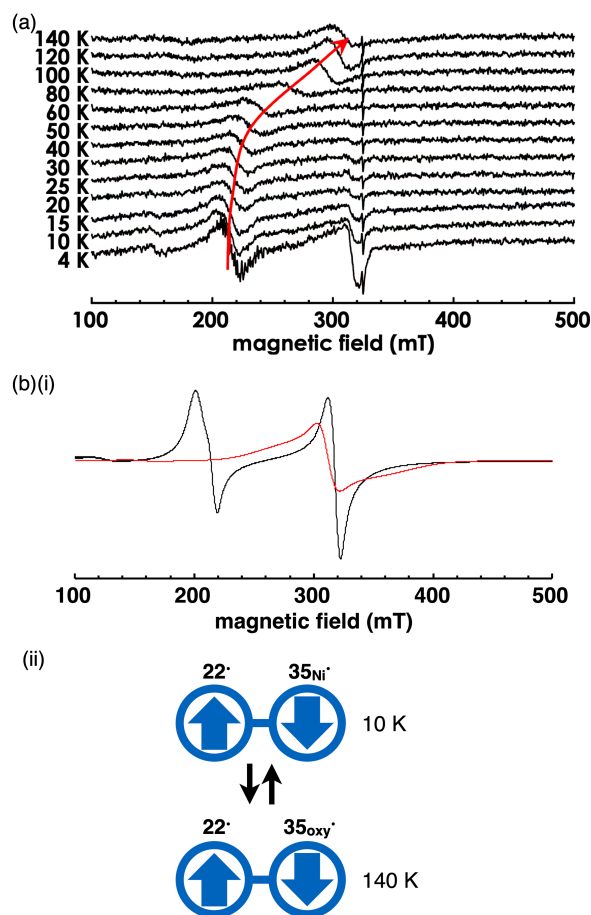 (a)
140 K
120 K
100 K
80 K
60 K
50 K
40 K
30 K
25 K
20 K
15 K
10 K
4 K
100 200 300 400 500
magnetic field (mT)
(b)(i)
100 200 300 400 500
magnetic field (mT)
(ii)
22· 35Ni·
10 K
22· 35oxy·
140 K